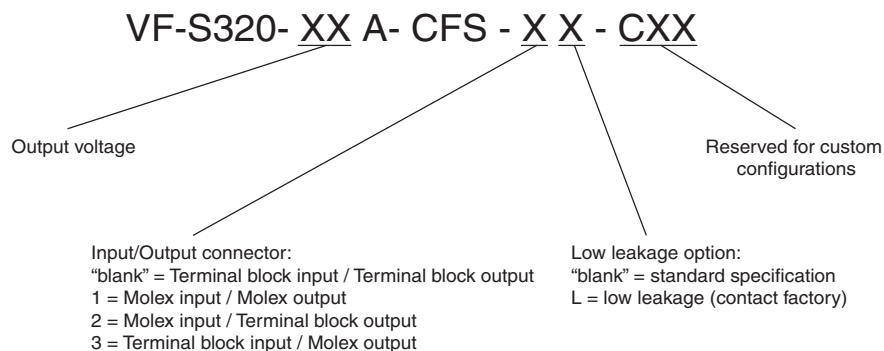 VF-S320- XX A- CFS - X X - CXX
Output voltage
Reserved for custom
configurations
Input/Output connector:
“blank” = Terminal block input / Terminal block output
1 = Molex input / Molex output
2 = Molex input / Terminal block output
3 = Terminal block input / Molex output
Low leakage option:
“blank” = standard specification
L = low leakage (contact factory)